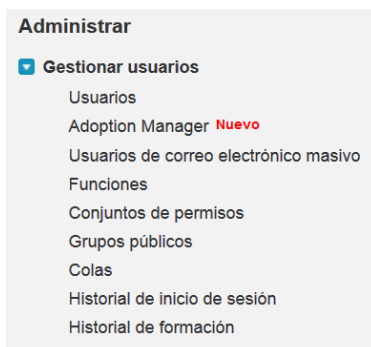 Administrar
Gestionar usuarios
Usuarios
Adoption Manager Nuevo
Usuarios de correo electrónico masivo
Funciones
Conjuntos de permisos
Grupos públicos
Colas
Historial de inicio de sesión
Historial de formación